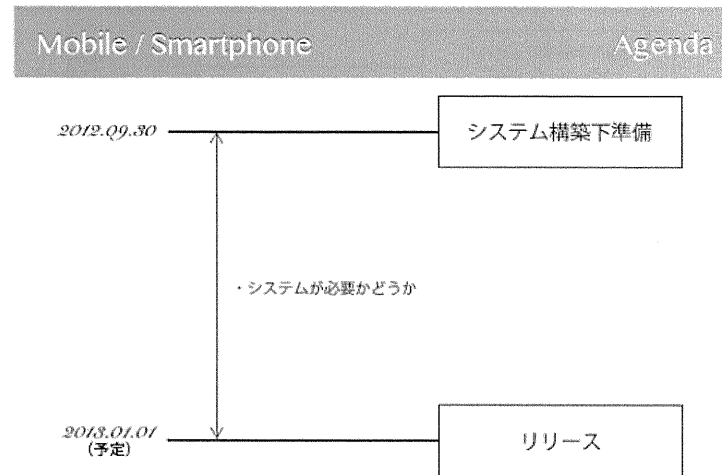 Mobile / Smartphone Agenda
2012.09.30 システム構築下準備
・システムが必要かどうか
2013.01.01
(予定)
リリース